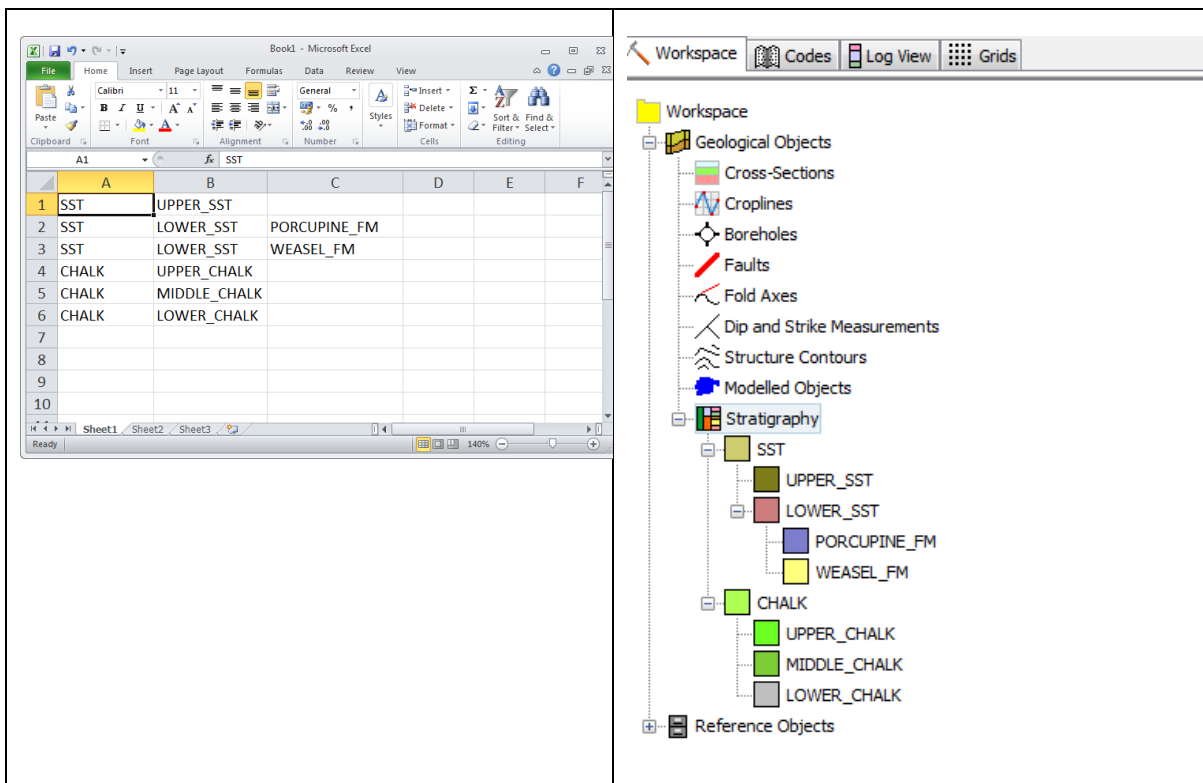 Book1 - Microsoft Excel
File Home Insert Page Layout Formulas Data Review View
Calibri 11 General Insert Σ
Paste B I U A A % , Styles Delete Sort & Find &
A Format Filter Select
Clipboard Font Alignment Number Cells Editing
A1 fx SST
A B C D E F
1 SST UPPER_SST
2 SST LOWER_SST PORCUPINE_FM
3 SST LOWER_SST WEASEL_FM
4 CHALK UPPER_CHALK
5 CHALK MIDDLE_CHALK
6 CHALK LOWER_CHALK
7
8
9
10
Sheet1 Sheet2 Sheet3
Ready 140%
Workspace Codes Log View Grids
Workspace
Geological Objects
Cross-Sections
Croplines
Boreholes
Faults
Fold Axes
Dip and Strike Measurements
Structure Contours
Modelled Objects
Stratigraphy
SST
UPPER_SST
LOWER_SST
PORCUPINE_FM
WEASEL_FM
CHALK
UPPER_CHALK
MIDDLE_CHALK
LOWER_CHALK
Reference Objects